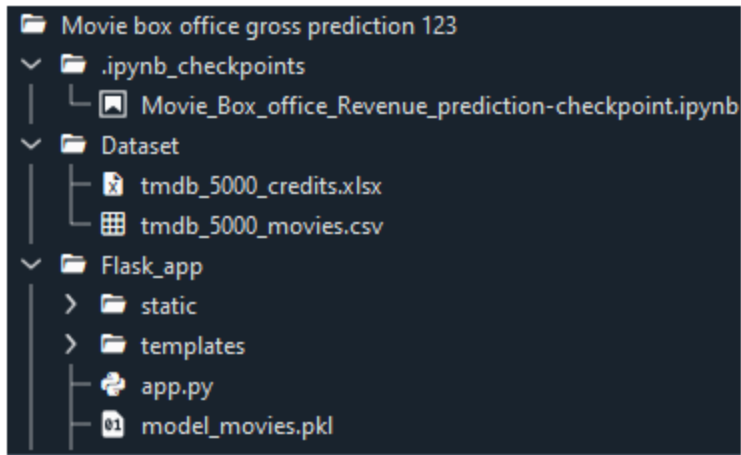 Movie box office gross prediction 123
.ipynb_checkpoints
Movie_Box_office_Revenue_prediction-checkpoint.ipynb
Dataset
tmdb_5000_credits.xlsx
tmdb_5000_movies.csv
Flask_app
static
templates
app.py
01 model_movies.pkl